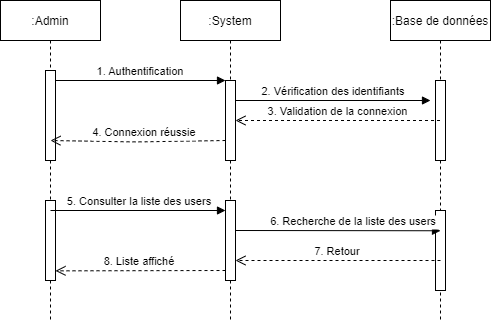 :Admin
:System
:Base de données
1. Authentification
2. Vérification des identifiants
3. Validation de la connexion
4. Connexion réussie
5. Consulter la liste des users
6. Recherche de la liste des users
7. Retour
8. Liste affiché